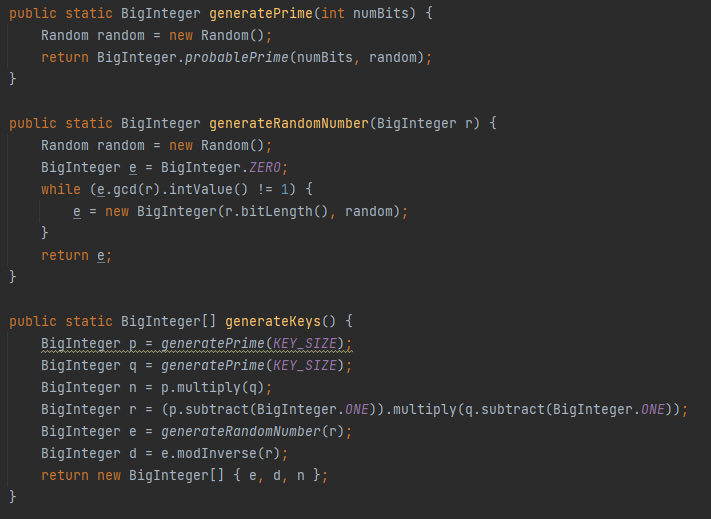 public static BigInteger generatePrime(int numBits) {
    Random random = new Random();
    return BigInteger.probablePrime(numBits, random);
}

public static BigInteger generateRandomNumber(BigInteger r) {
    Random random = new Random();
    BigInteger e = BigInteger.ZERO;
    while (e.gcd(r).intValue() != 1) {
        e = new BigInteger(r.bitLength(), random);
    }
    return e;
}

public static BigInteger[] generateKeys() {
    BigInteger p = generatePrime(KEY_SIZE);
    BigInteger q = generatePrime(KEY_SIZE);
    BigInteger n = p.multiply(q);
    BigInteger r = (p.subtract(BigInteger.ONE)).multiply(q.subtract(BigInteger.ONE));
    BigInteger e = generateRandomNumber(r);
    BigInteger d = e.modInverse(r);
    return new BigInteger[] { e, d, n };
}